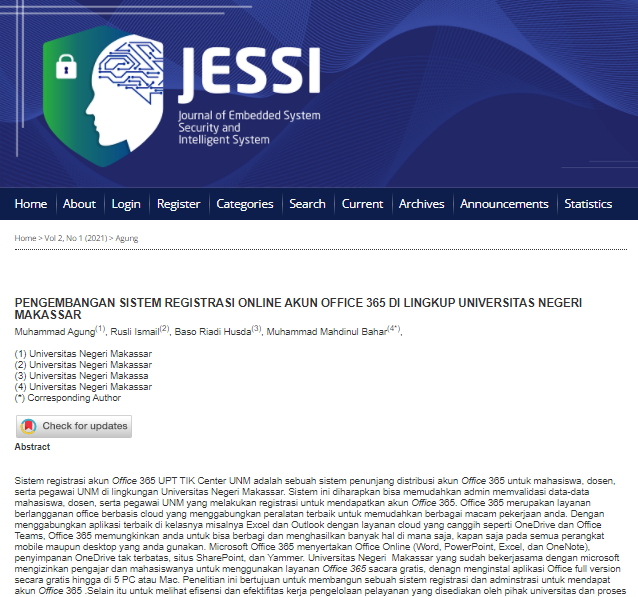 JESSI
Journal of Embedded System
Security and
Intelligent System
Home About Login Register Categories Search Current Archives Announcements Statistics
Home > Vol 2, No 1 (2021) > Agung
PENGEMBANGAN SISTEM REGISTRASI ONLINE AKUN OFFICE 365 DI LINGKUP UNIVERSITAS NEGERI
MAKASSAR
Muhammad Agung(1), Rusli Ismail(2), Baso Riadi Husda(3), Muhammad Mahdinul Bahar(4*),
(1) Universitas Negeri Makassar
(2) Universitas Negeri Makassar
(3) Universitas Negeri Makassa
(4) Universitas Negeri Makassar
(*) Corresponding Author
Check for updates
Abstract
Sistem registrasi akun Office 365 UPT TIK Center UNM adalah sebuah sistem penunjang distribusi akun Office 365 untuk mahasiswa, dosen,
serta pegawai UNM di lingkungan Universitas Negeri Makassar. Sistem ini diharapkan bisa memudahkan admin memvalidasi data-data
mahasiswa, dosen, serta pegawai UNM yang melakukan registrasi untuk mendapatkan akun Office 365. Office 365 merupakan layanan
berlangganan office berbasis cloud yang menggabungkan peralatan terbaik untuk memudahkan berbagai macam pekerjaan anda. Dengan
menggabungkan aplikasi terbaik di kelasnya misalnya Excel dan Outlook dengan layanan cloud yang canggih seperti OneDrive dan Office
Teams, Office 365 memungkinkan anda untuk bisa berbagi dan menghasilkan banyak hal di mana saja, kapan saja pada semua perangkat
mobile maupun desktop yang anda gunakan. Microsoft Office 365 menyertakan Office Online (Word, PowerPoint, Excel, dan OneNote),
penyimpanan OneDrive tak terbatas, situs SharePoint, dan Yammer. Universitas Negeri  Makassar yang sudah bekerjasama dengan microsoft
mengizinkan pengajar dan mahasiswanya untuk menggunakan layanan Office 365 sacara gratis, denagn menginstal aplikasi Office full version
secara gratis hingga di 5 PC atau Mac. Penelitian ini bertujuan untuk membangun sebuah sistem registrasi dan adminstrasi untuk mendapat
akun Office 365 .Selain itu untuk melihat efisensi dan efektifitas kerja pengelolaan pelayanan yang disediakan oleh pihak universitas dan proses